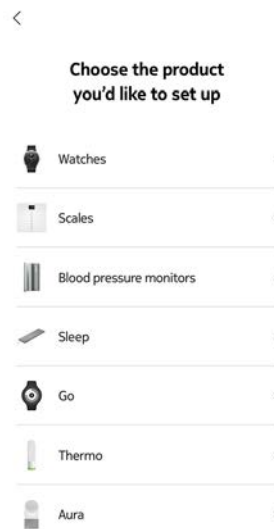 Choose the product
you'd like to set up
Watches
Scales
Blood pressure monitors
Sleep
Go
Thermo
Aura